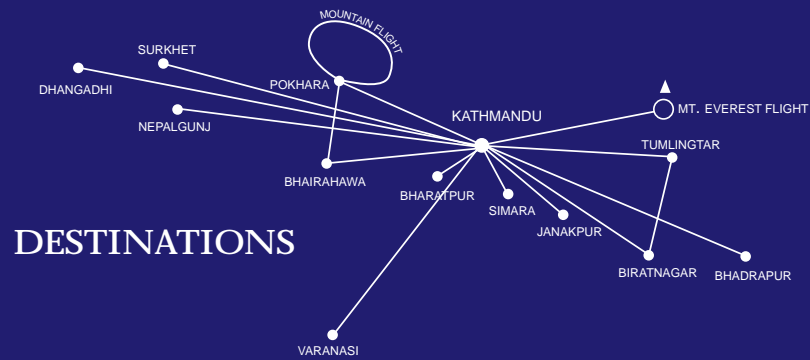 MOUNTAIN FLIGHT
SURKHET
DHANGADHI
POKHARA
NEPALGUNJ
KATHMANDU
MT. EVEREST FLIGHT
TUMLINGTAR
BHAIRAHAWA
BHARATPUR
SIMARA
JANAKPUR
DESTINATIONS
BIRATNAGAR
BHADRAPUR
VARANASI